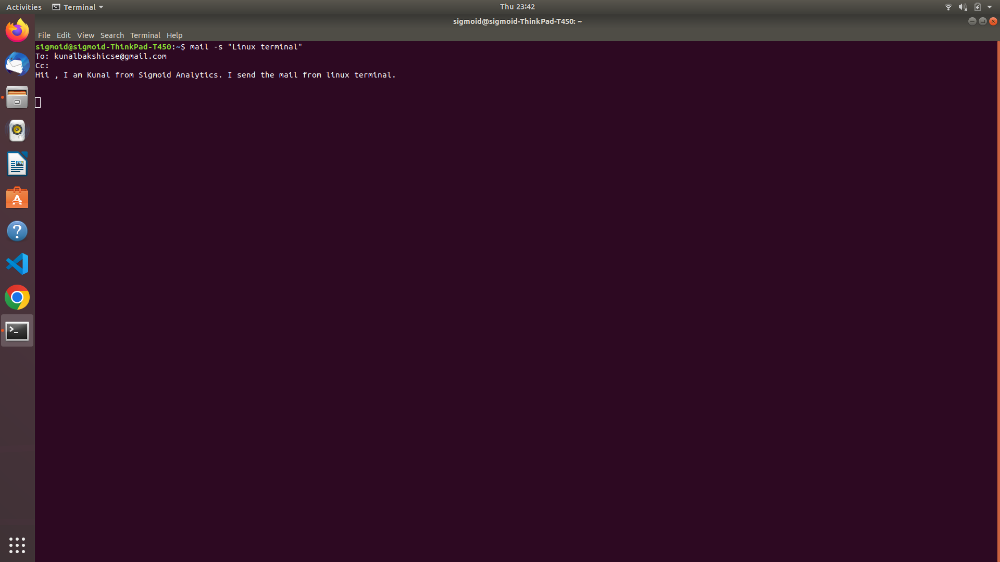 Activities Terminal Thu 23:42
sigmoid@sigmoid-ThinkPad-T450: ~
File Edit View Search Terminal Help
sigmoid@sigmoid-ThinkPad-T450:~$ mail -s "Linux terminal"
To: kunalbakshicse@gmail.com
Cc:
Hii , I am Kunal from Sigmoid Analytics. I send the mail from linux terminal.